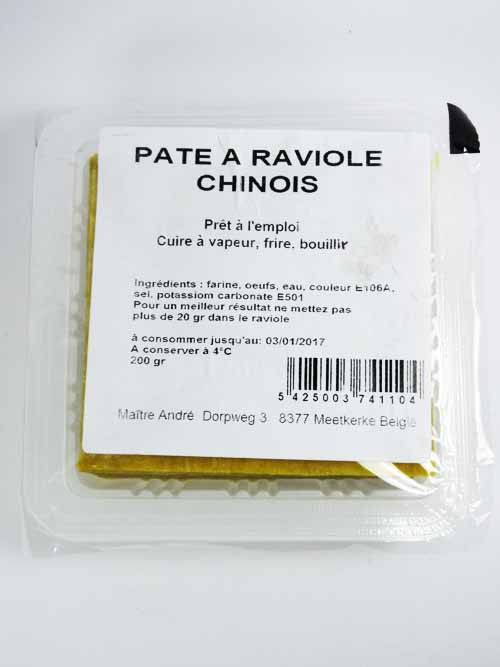 PATE A RAVIOLE
CHINOIS
Prêt à l'emploi
Cuire à vapeur, frire, bouillir
Ingrédients : farine, oeufs, eau, couleur E106A,
sel, potassiom carbonate E501
Pour un meilleur résultat ne mettez pas
plus de 20 gr dans le raviole
à consommer jusqu'au: 03/01/2017
A conserver à 4°C
200 gr
5 425003 741104
Maître André Dorpweg 3 8377 Meetkerke België